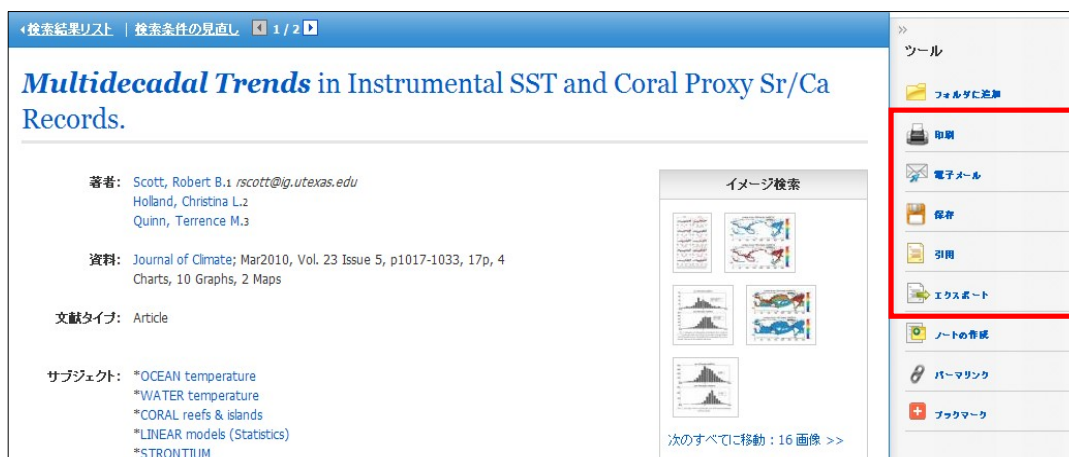 検索結果リスト | 検索条件の見直し 1 / 2
Multidecadal Trends in Instrumental SST and Coral Proxy Sr/Ca
Records.
著者: Scott, Robert B.1 rscott@ig.utexas.edu
Holland, Christina L.2
Quinn, Terrence M.3
資料: Journal of Climate; Mar2010, Vol. 23 Issue 5, p1017-1033, 17p, 4
Charts, 10 Graphs, 2 Maps
文献タイプ: Article
サブジェクト: *OCEAN temperature
*WATER temperature
*CORAL reefs & islands
*LINEAR models (Statistics)
*STRONTIUM
イメージ検索
次のすべてに移動：16 画像 >>
»
ツール
フォルダに追加
印刷
電子メール
保存
引用
エクスポート
ノートの作成
パーマリンク
ブックマーク